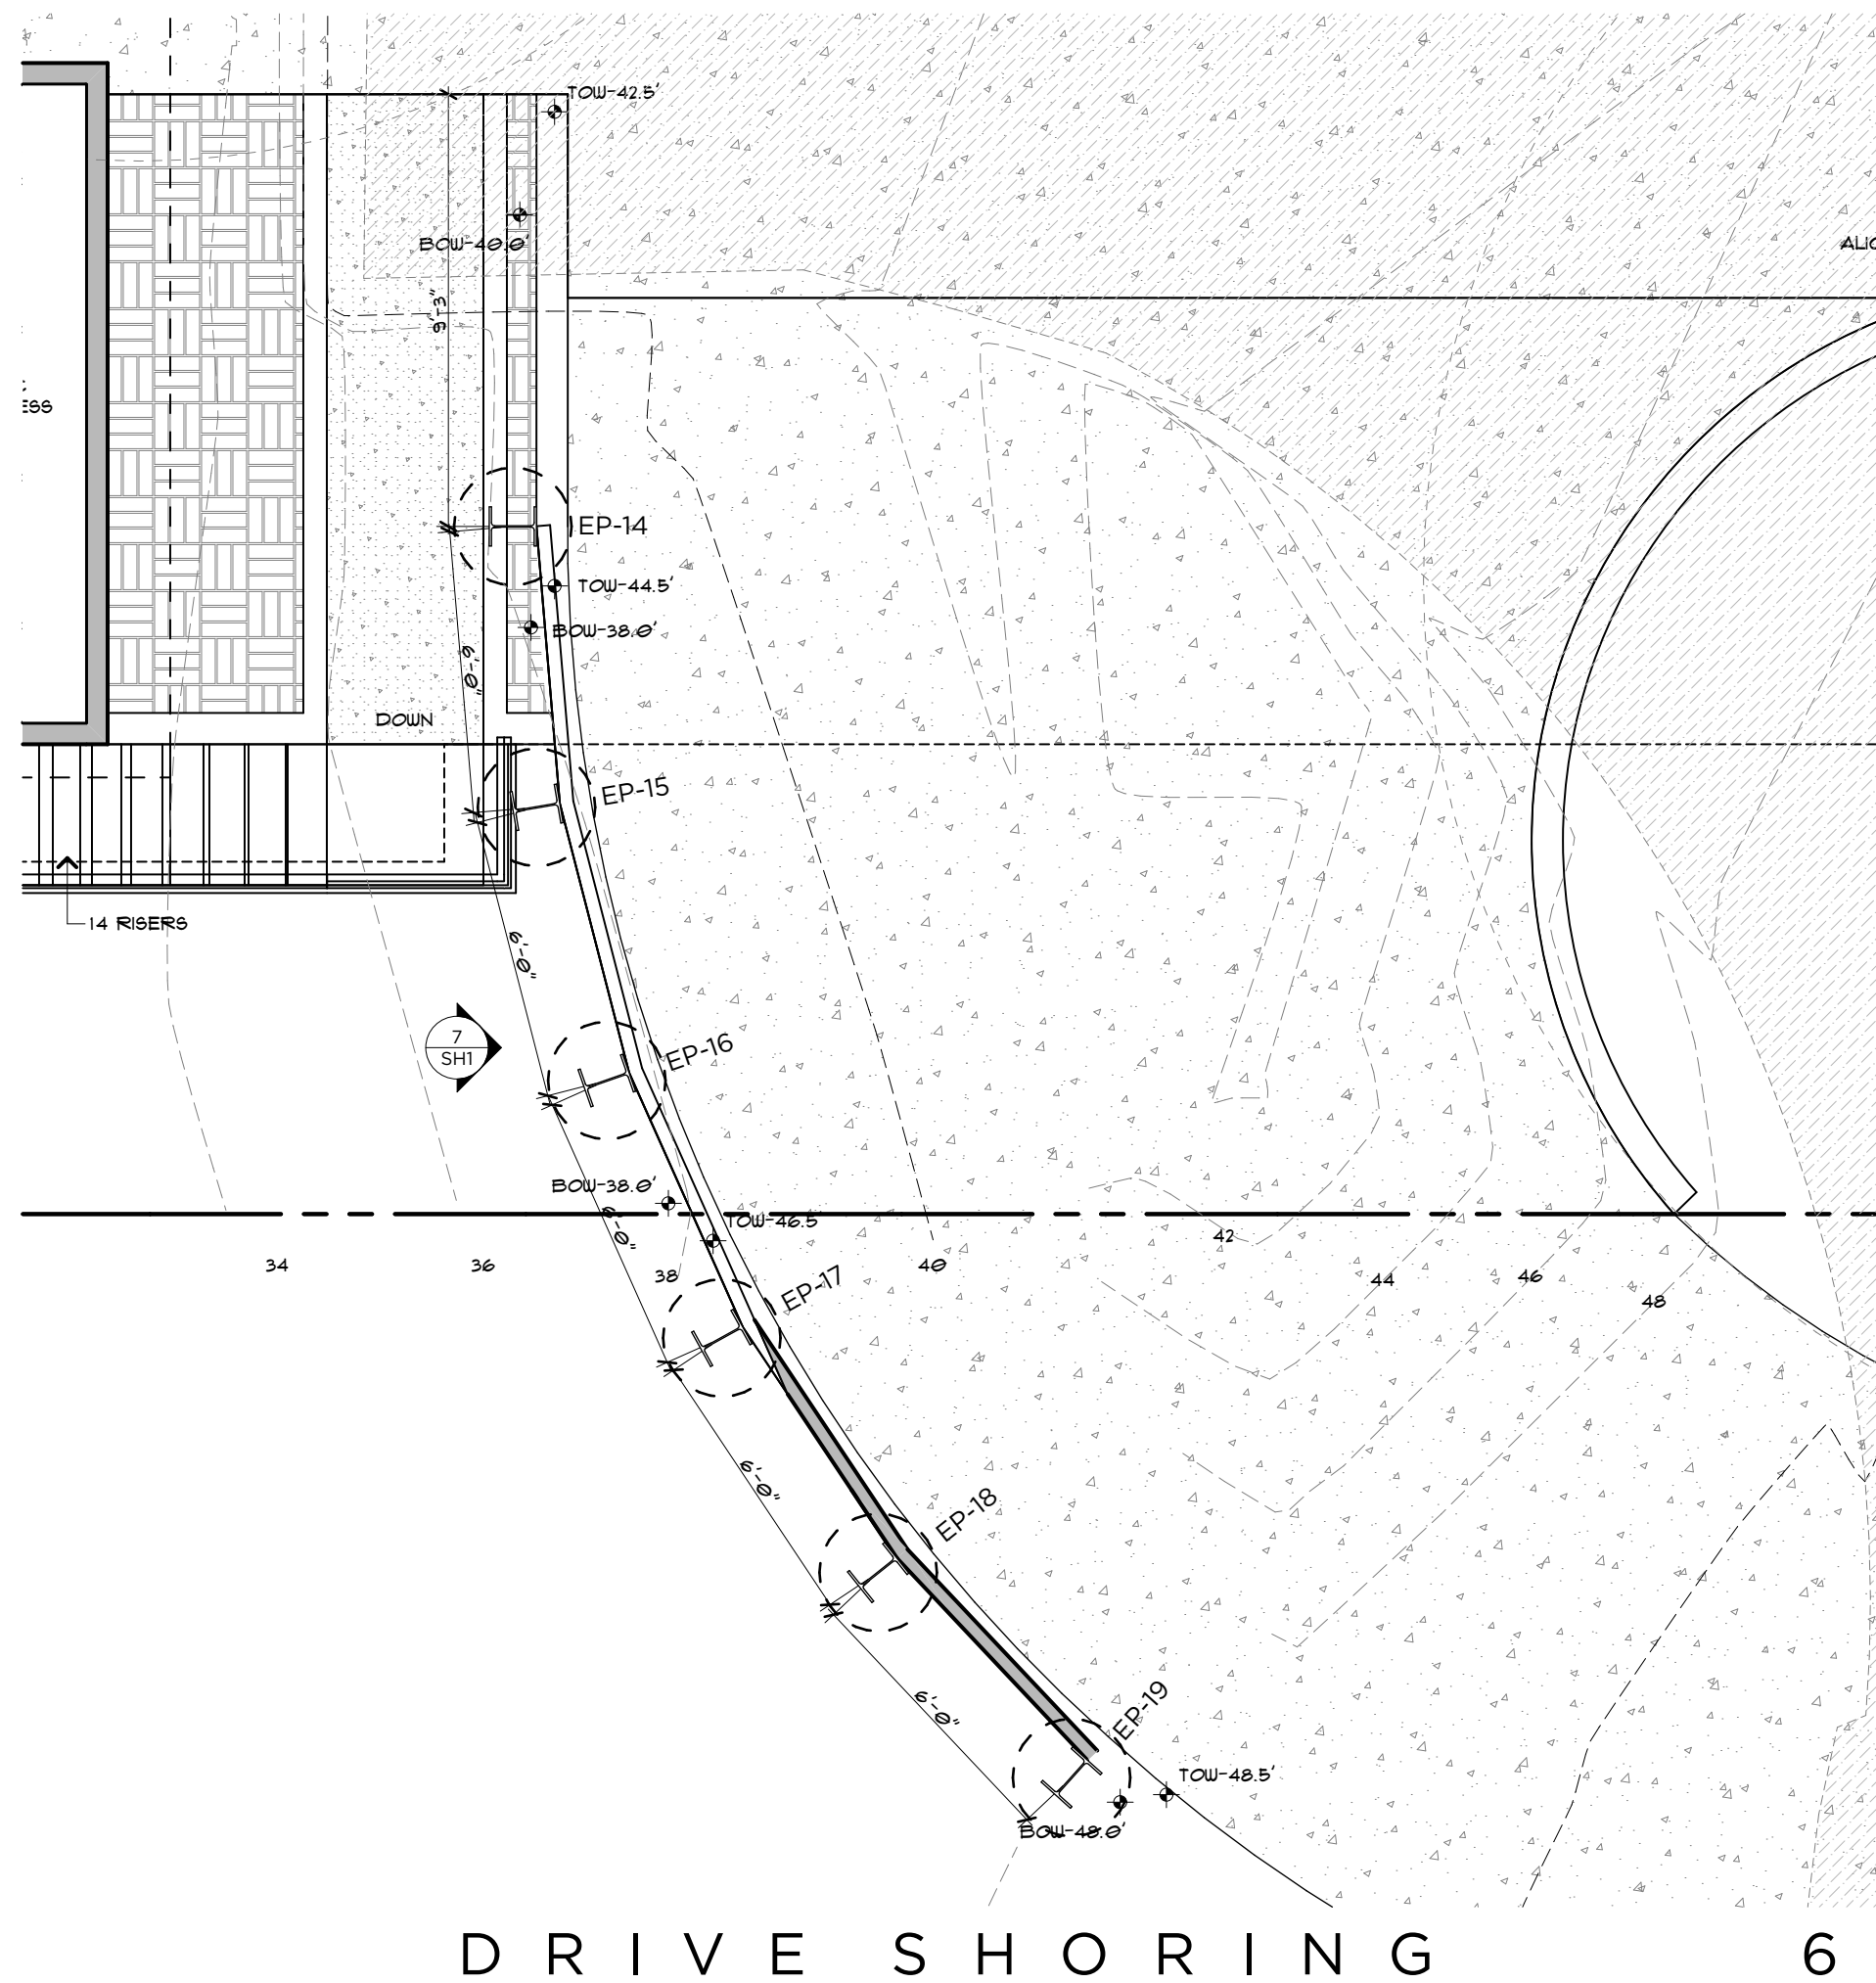 TOW-42.5'
BOW-40.0'
ALIG
9'-3"
ESS
EP-14
TOW-44.5'
BOW-38.0'
6'-0"
DOWN
EP-15
14 RISERS
6'-0"
7
SH1
EP-16
BOW-38.0'
TOW-46.5'
6'-0"
34
36
38
40
42
44
46
48
EP-17
6'-0"
EP-18
6'-0"
EP-19
TOW-48.5'
BOW-48.0'
DRIVE SHORING
6